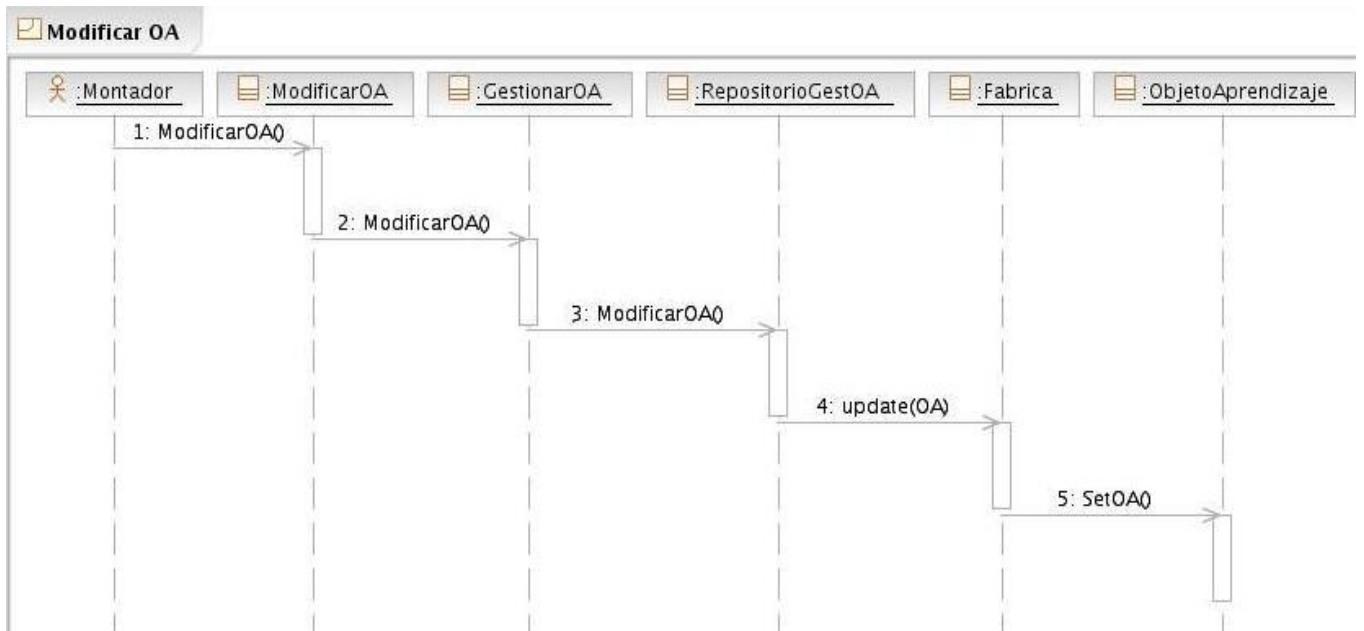 Modificar OA
:Montador
:ModificarOA
:GestionarOA
:RepositorioGestOA
:Fabrica
:ObjetoAprendizaje
1: ModificarOA()
2: ModificarOA()
3: ModificarOA()
4: update(OA)
5: SetOA()